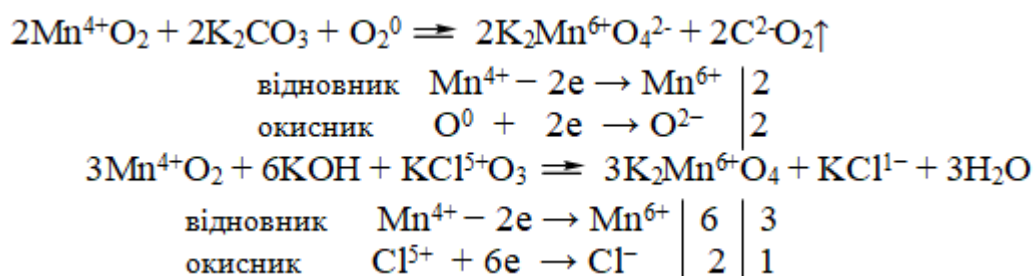 2Mn⁴⁺O₂ + 2K₂CO₃ + O₂⁰ = 2K₂Mn⁶⁺O₄²⁻ + 2C²⁻O₂↑
відновник Mn⁴⁺ – 2e → Mn⁶⁺ | 2
окисник O⁰ + 2e → O²⁻ | 2
3Mn⁴⁺O₂ + 6KOH + KCl⁵⁺O₃ = 3K₂Mn⁶⁺O₄ + KCl¹⁻ + 3H₂O
відновник Mn⁴⁺ – 2e → Mn⁶⁺ | 6 | 3
окисник Cl⁵⁺ + 6e → Cl⁻ | 2 | 1